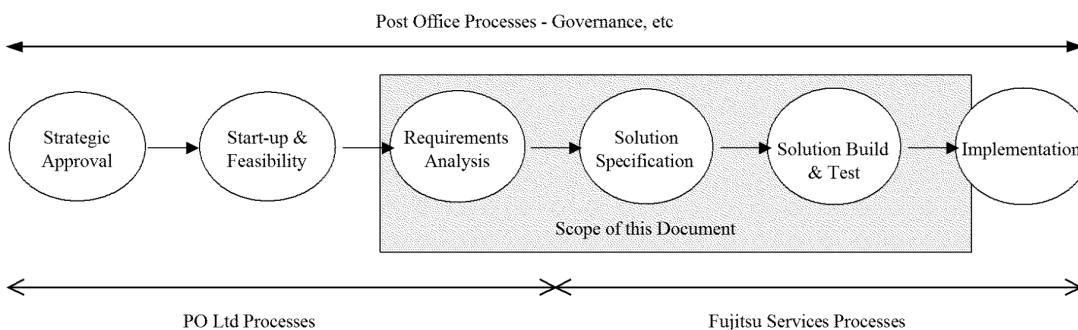 Post Office Processes - Governance, etc
Strategic
Approval
Start-up &
Feasibility
Requirements
Analysis
Solution
Specification
Solution Build
& Test
Implementation
Scope of this Document
PO Ltd Processes
Fujitsu Services Processes